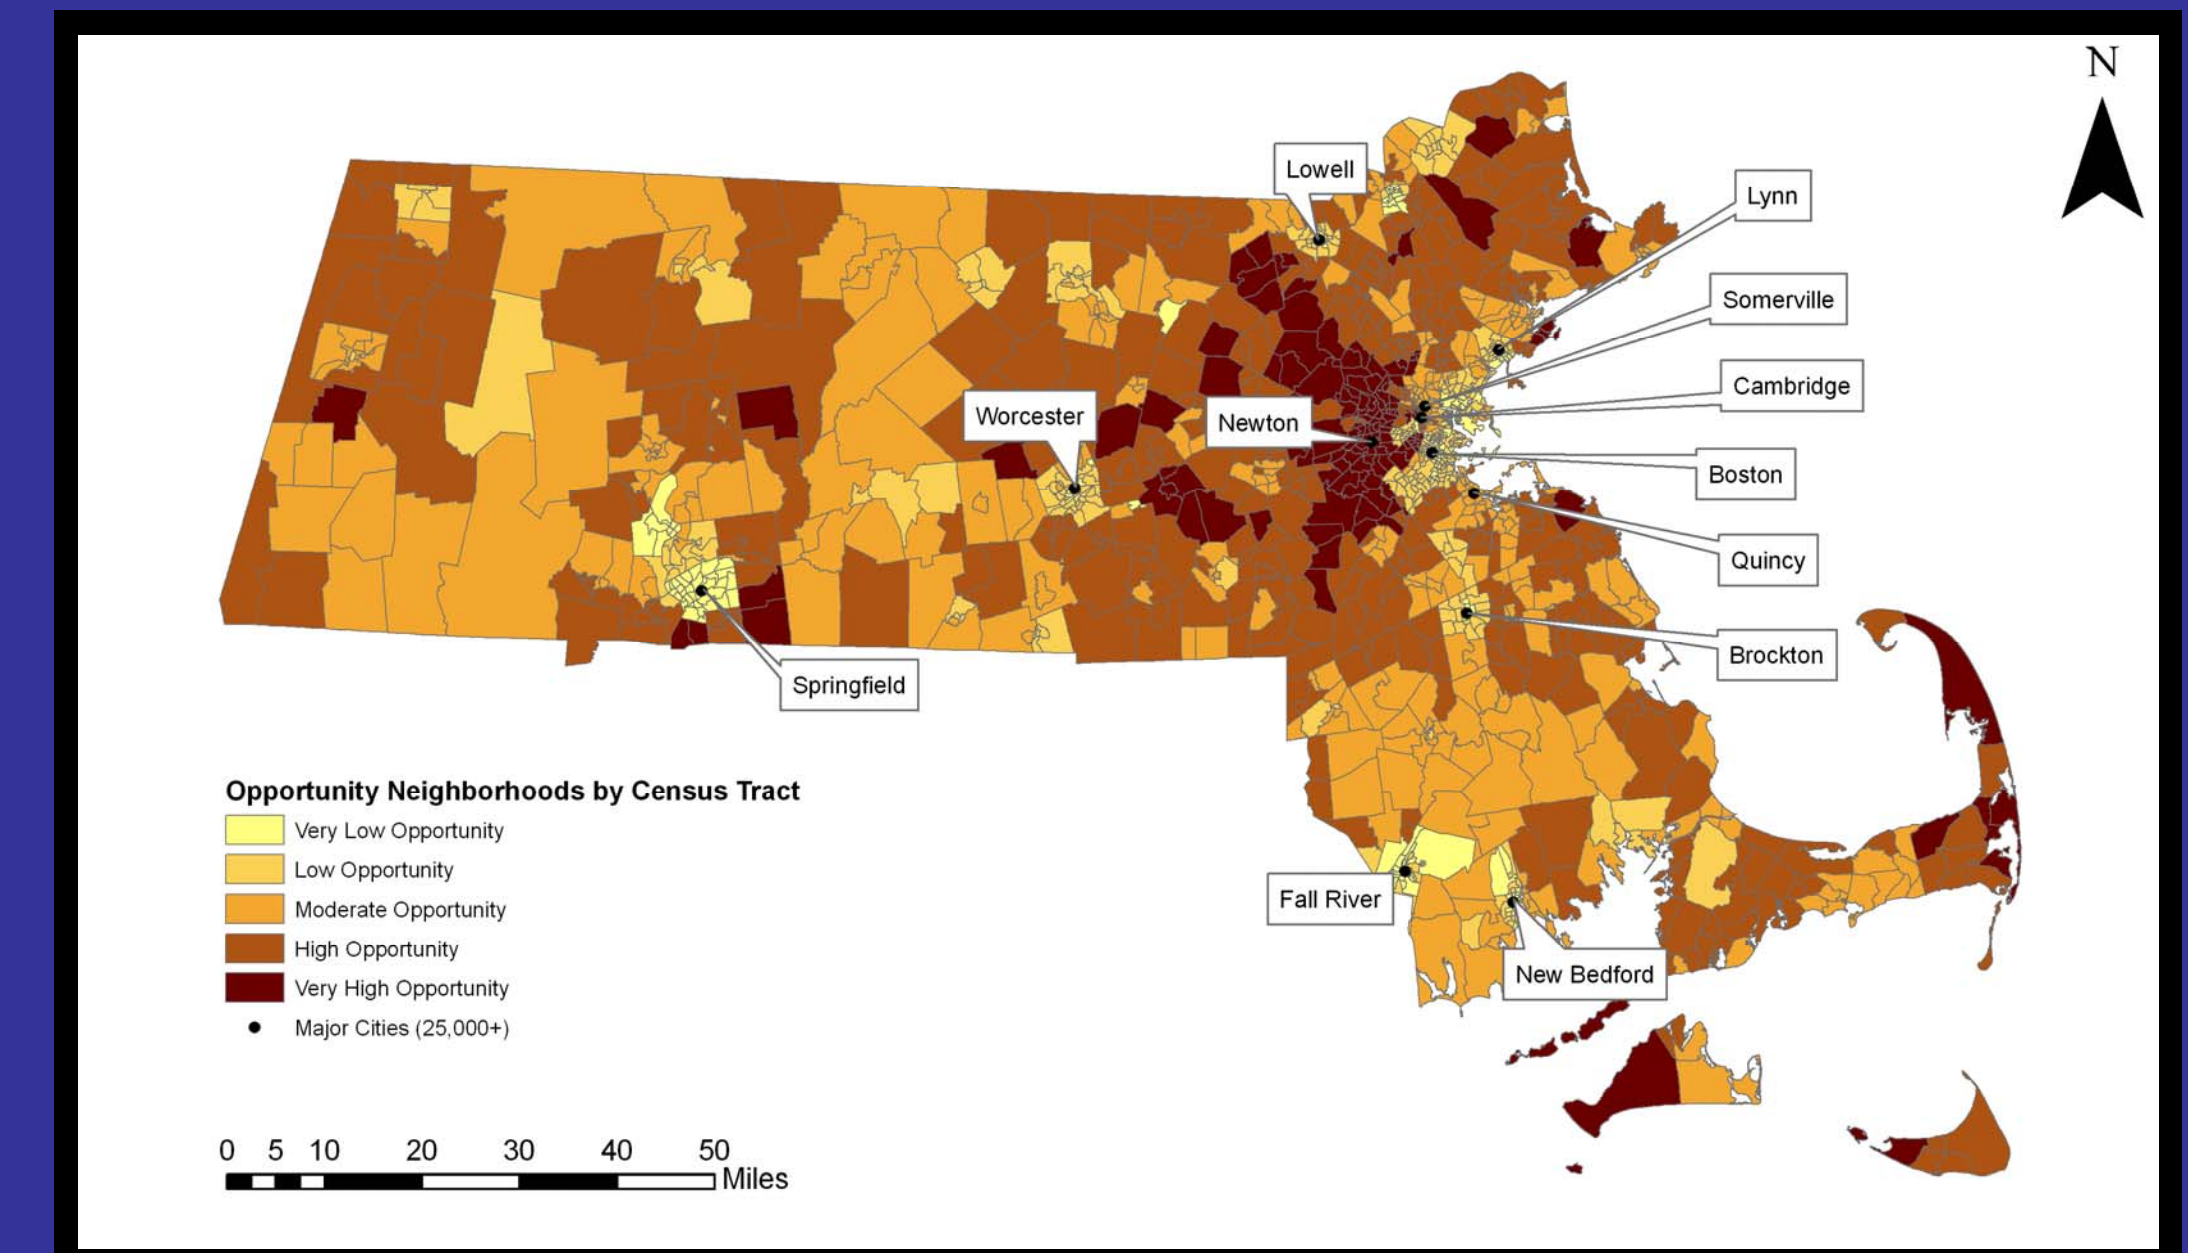 N
Lowell
Lynn
Somerville
Cambridge
Worcester
Newton
Boston
Quincy
Brockton
Springfield
Opportunity Neighborhoods by Census Tract
Very Low Opportunity
Low Opportunity
Moderate Opportunity
High Opportunity
Very High Opportunity
Major Cities (25,000+)
Fall River
New Bedford
0 5 10 20 30 40 50
Miles